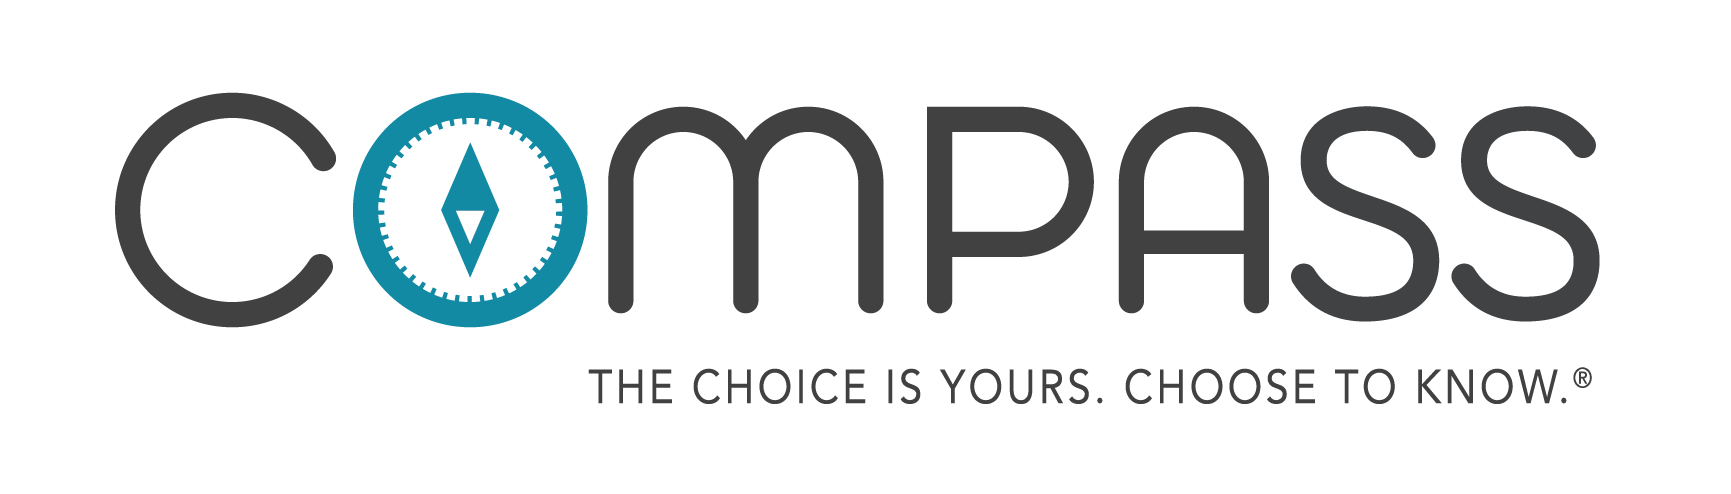 COMPASS
THE CHOICE IS YOURS. CHOOSE TO KNOW.®